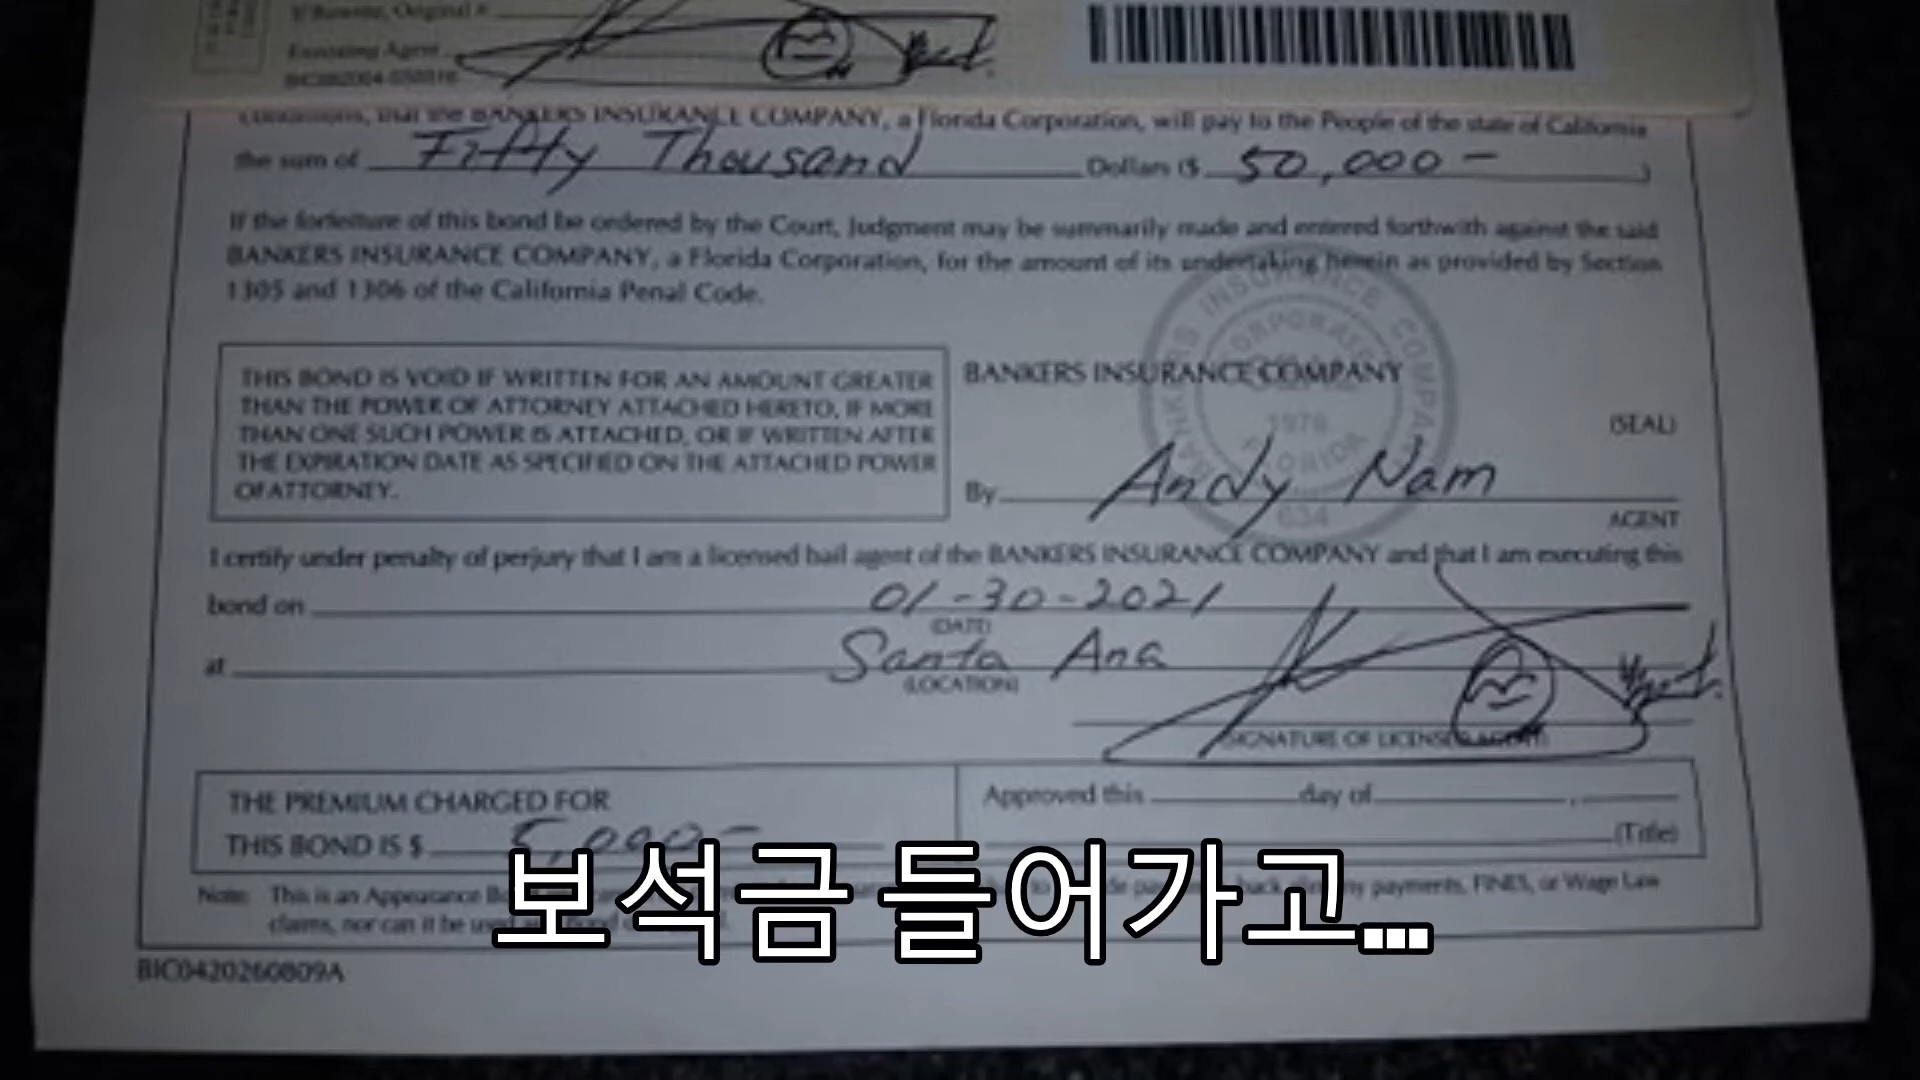 If Rewrite, Original #
Executing Agent
conditions, that the BANKERS INSURANCE COMPANY, a Florida Corporation, will pay to the People of the state of California
the sum of Fifty Thousand Dollars ($ 50,000 - )
If the forfeiture of this bond be ordered by the Court, Judgment may be summarily made and entered forthwith against the said
BANKERS INSURANCE COMPANY, a Florida Corporation, for the amount of its undertaking herein as provided by Section
1305 and 1306 of the California Penal Code.
THIS BOND IS VOID IF WRITTEN FOR AN AMOUNT GREATER
THAN THE POWER OF ATTORNEY ATTACHED HERETO, IF MORE
THAN ONE SUCH POWER IS ATTACHED, OR IF WRITTEN AFTER
THE EXPIRATION DATE AS SPECIFIED ON THE ATTACHED POWER
OF ATTORNEY.
BANKERS INSURANCE COMPANY
BANKERS INSURANCE COMPANY
1976
634
(SEAL)
By Andy Nam
AGENT
I certify under penalty of perjury that I am a licensed bail agent of the BANKERS INSURANCE COMPANY and that I am executing this
bond on 01-30-2021
(DATE)
at Santa Ana
(LOCATION)
(SIGNATURE OF LICENSED AGENT)
THE PREMIUM CHARGED FOR
THIS BOND IS $ 5,000-
Approved this day of ,
(Title)
Note: This is an Appearance payments, FINES, or Wage Law
claims, nor can it be used
보석금 들어가고...
BIC0420260809A